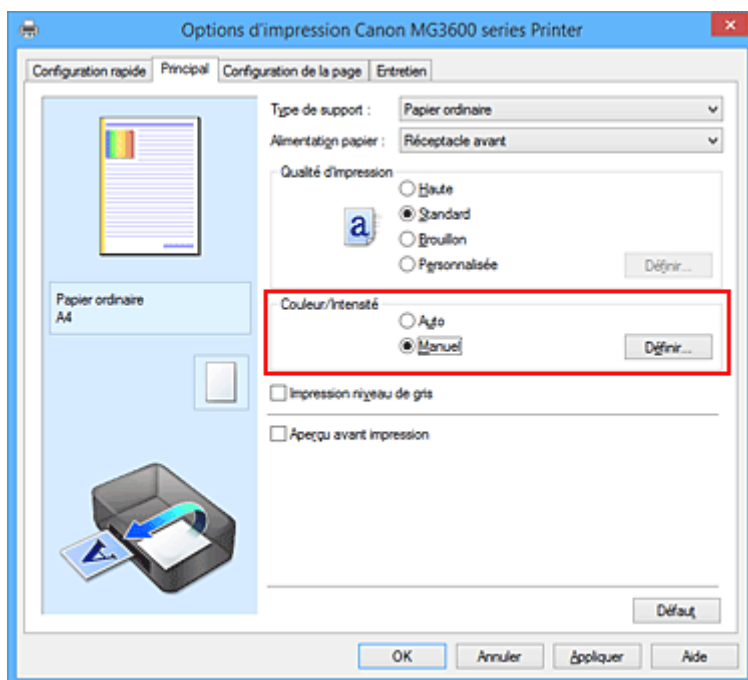 Options d'impression Canon MG3600 series Printer
Configuration rapide Principal Configuration de la page Entretien
Type de support : Papier ordinaire
Alimentation papier : Réceptacle avant
Qualité d'impression
Haute
a Standard
Brouillon
Personnalisée Définir...
Papier ordinaire
A4
Couleur/Intensité
Auto
Manuel Définir...
Impression niveau de gris
Aperçu avant impression
A
Défaut
OK Annuler Appliquer Aide